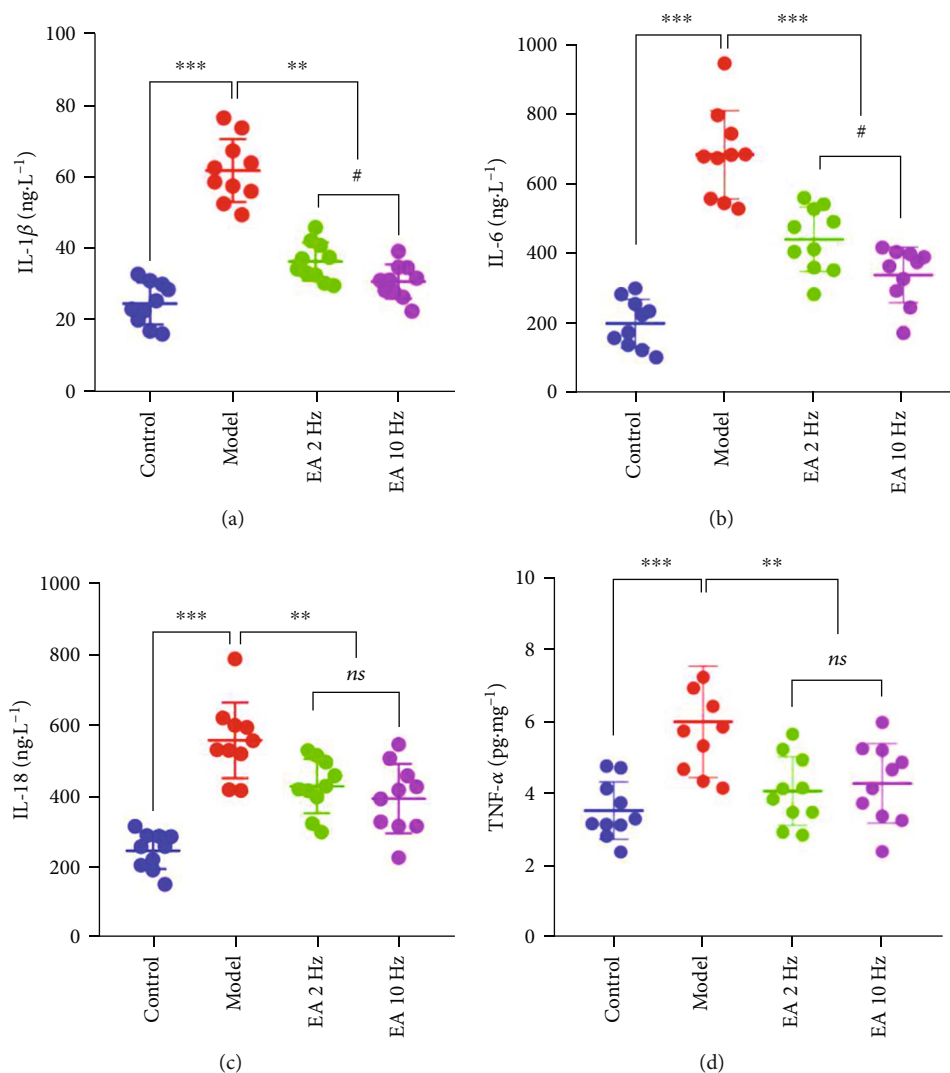 100
80
60
40
20
0
IL-1β (ng·L⁻¹)
***
**
#
Control
Model
EA 2 Hz
EA 10 Hz
(a)
1000
800
600
400
200
0
IL-6 (ng·L⁻¹)
***
***
#
Control
Model
EA 2 Hz
EA 10 Hz
(b)
1000
800
600
400
200
0
IL-18 (ng·L⁻¹)
***
**
ns
Control
Model
EA 2 Hz
EA 10 Hz
(c)
10
8
6
4
2
0
TNF-α (pg·mg⁻¹)
***
**
ns
Control
Model
EA 2 Hz
EA 10 Hz
(d)